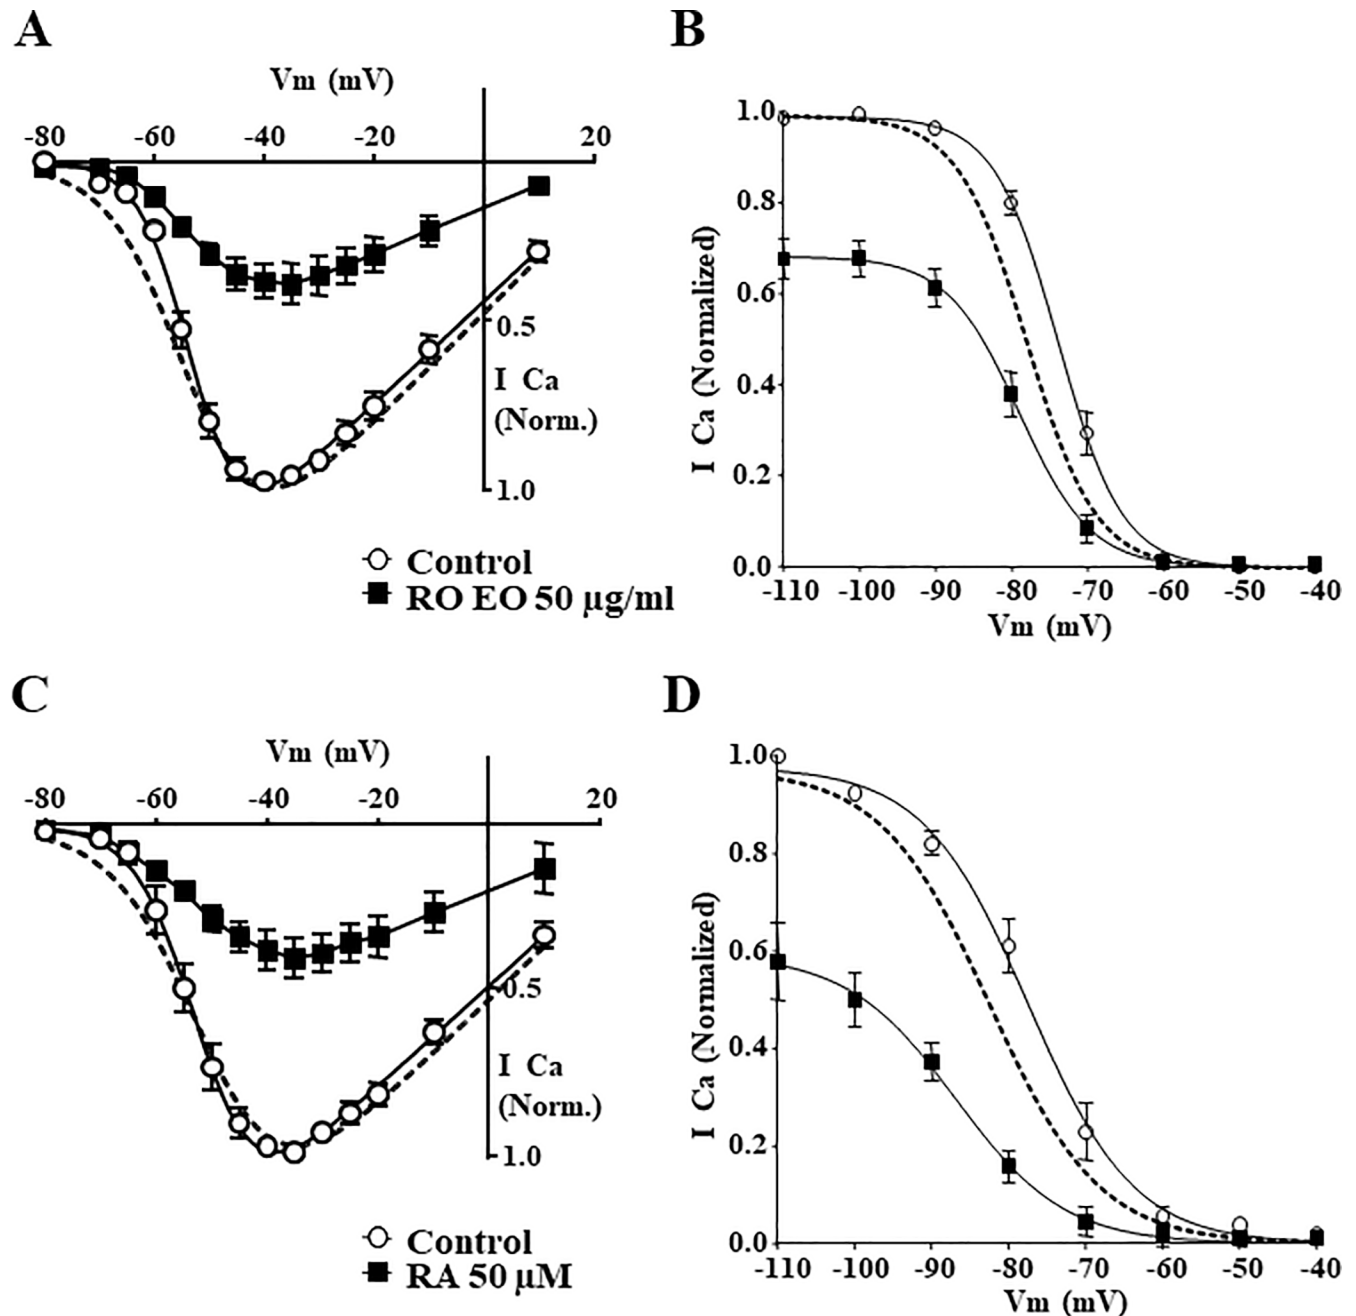 A
Vm (mV)
-80 -60 -40 -20 20
0.5
I Ca
(Norm.)
1.0
Control
RO EO 50 µg/ml
B
1.0
0.8
0.6
0.4
0.2
0.0
I Ca (Normalized)
-110 -100 -90 -80 -70 -60 -50 -40
Vm (mV)
C
Vm (mV)
-80 -60 -40 -20 20
0.5
I Ca
(Norm.)
1.0
Control
RA 50 µM
D
1.0
0.8
0.6
0.4
0.2
0.0
I Ca (Normalized)
-110 -100 -90 -80 -70 -60 -50 -40
Vm (mV)